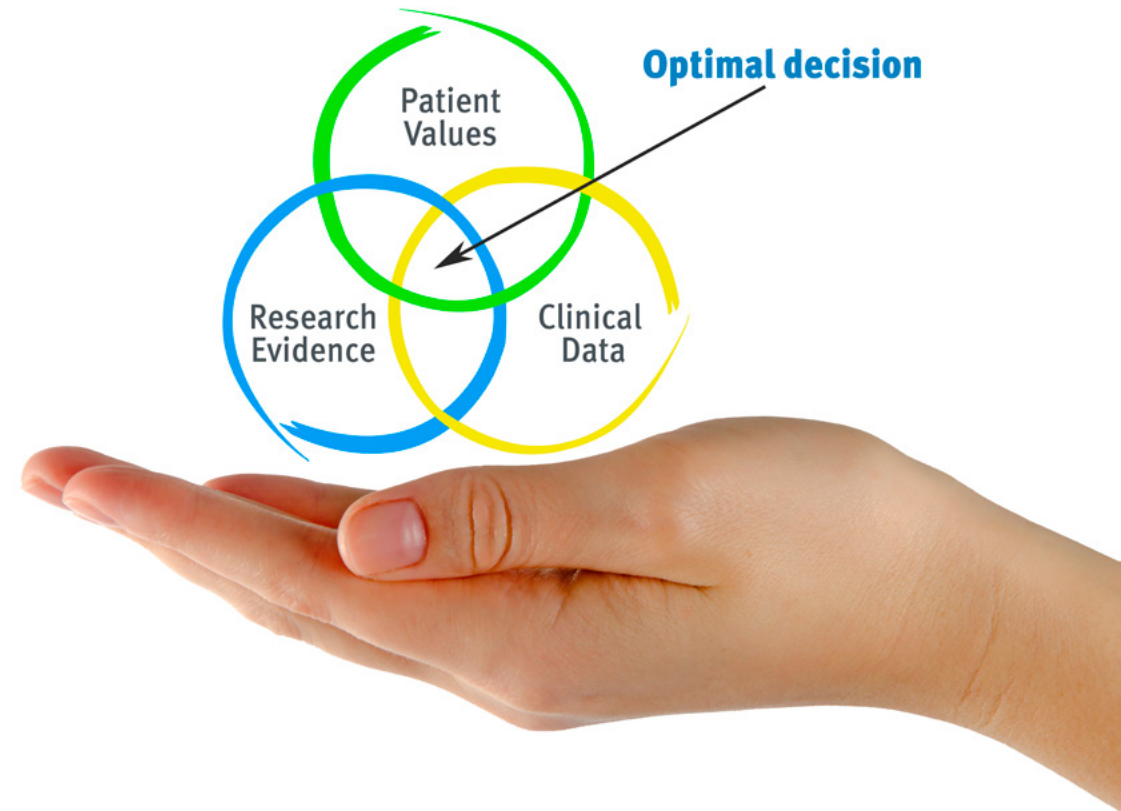 Optimal decision
Patient
Values
Research
Evidence
Clinical
Data